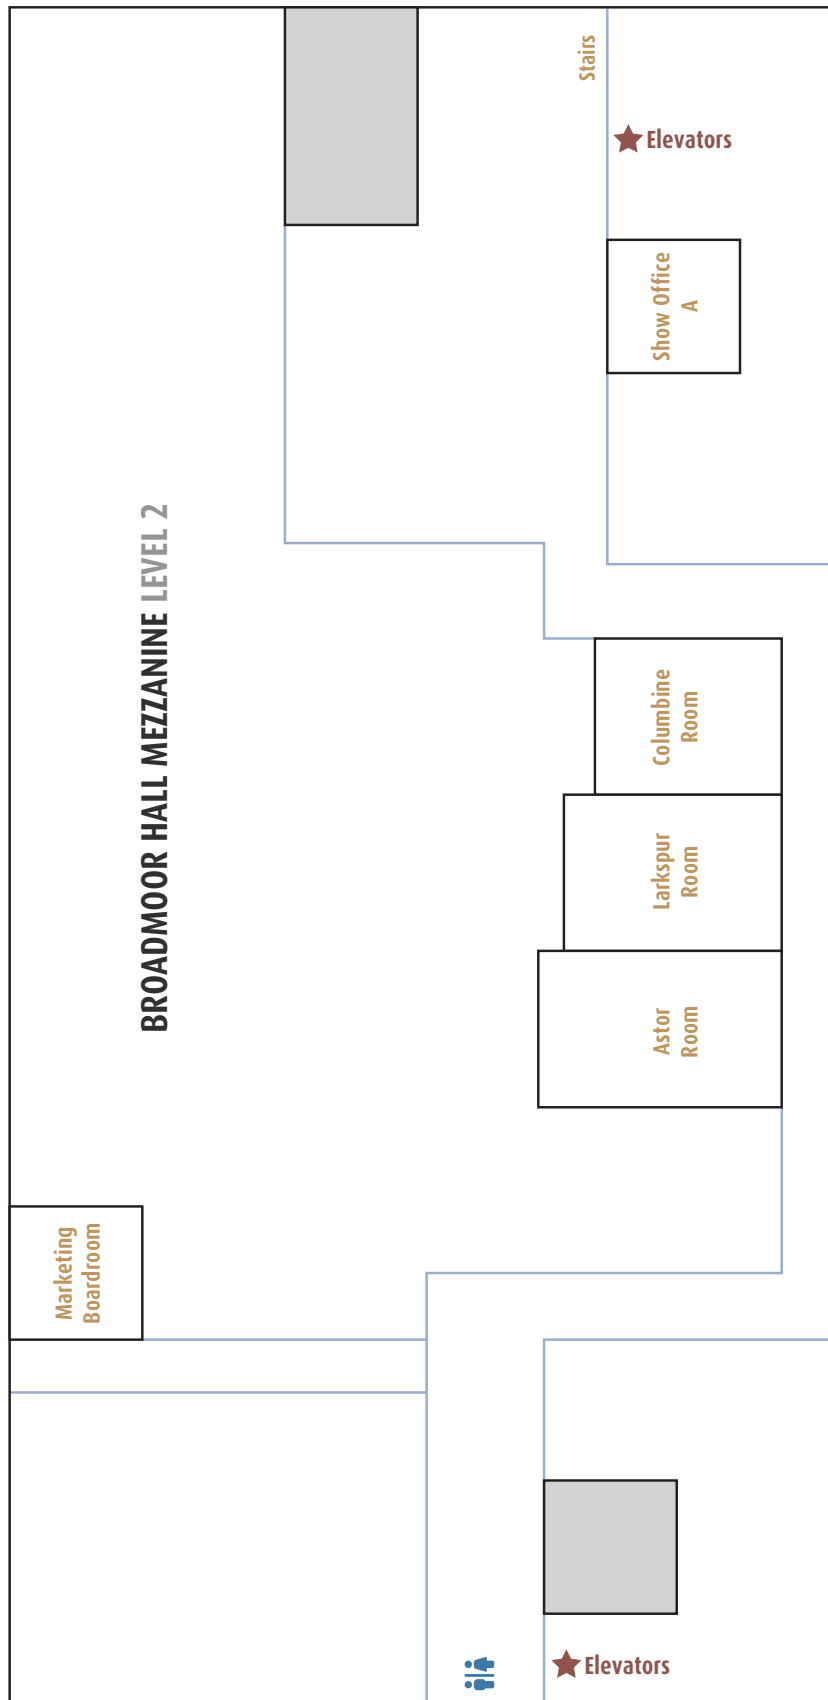 Stairs
Elevators
Show Office
A
BROADMOOR HALL MEZZANINE LEVEL 2
Columbine
Room
Larkspur
Room
Astor
Room
Marketing
Boardroom
Elevators